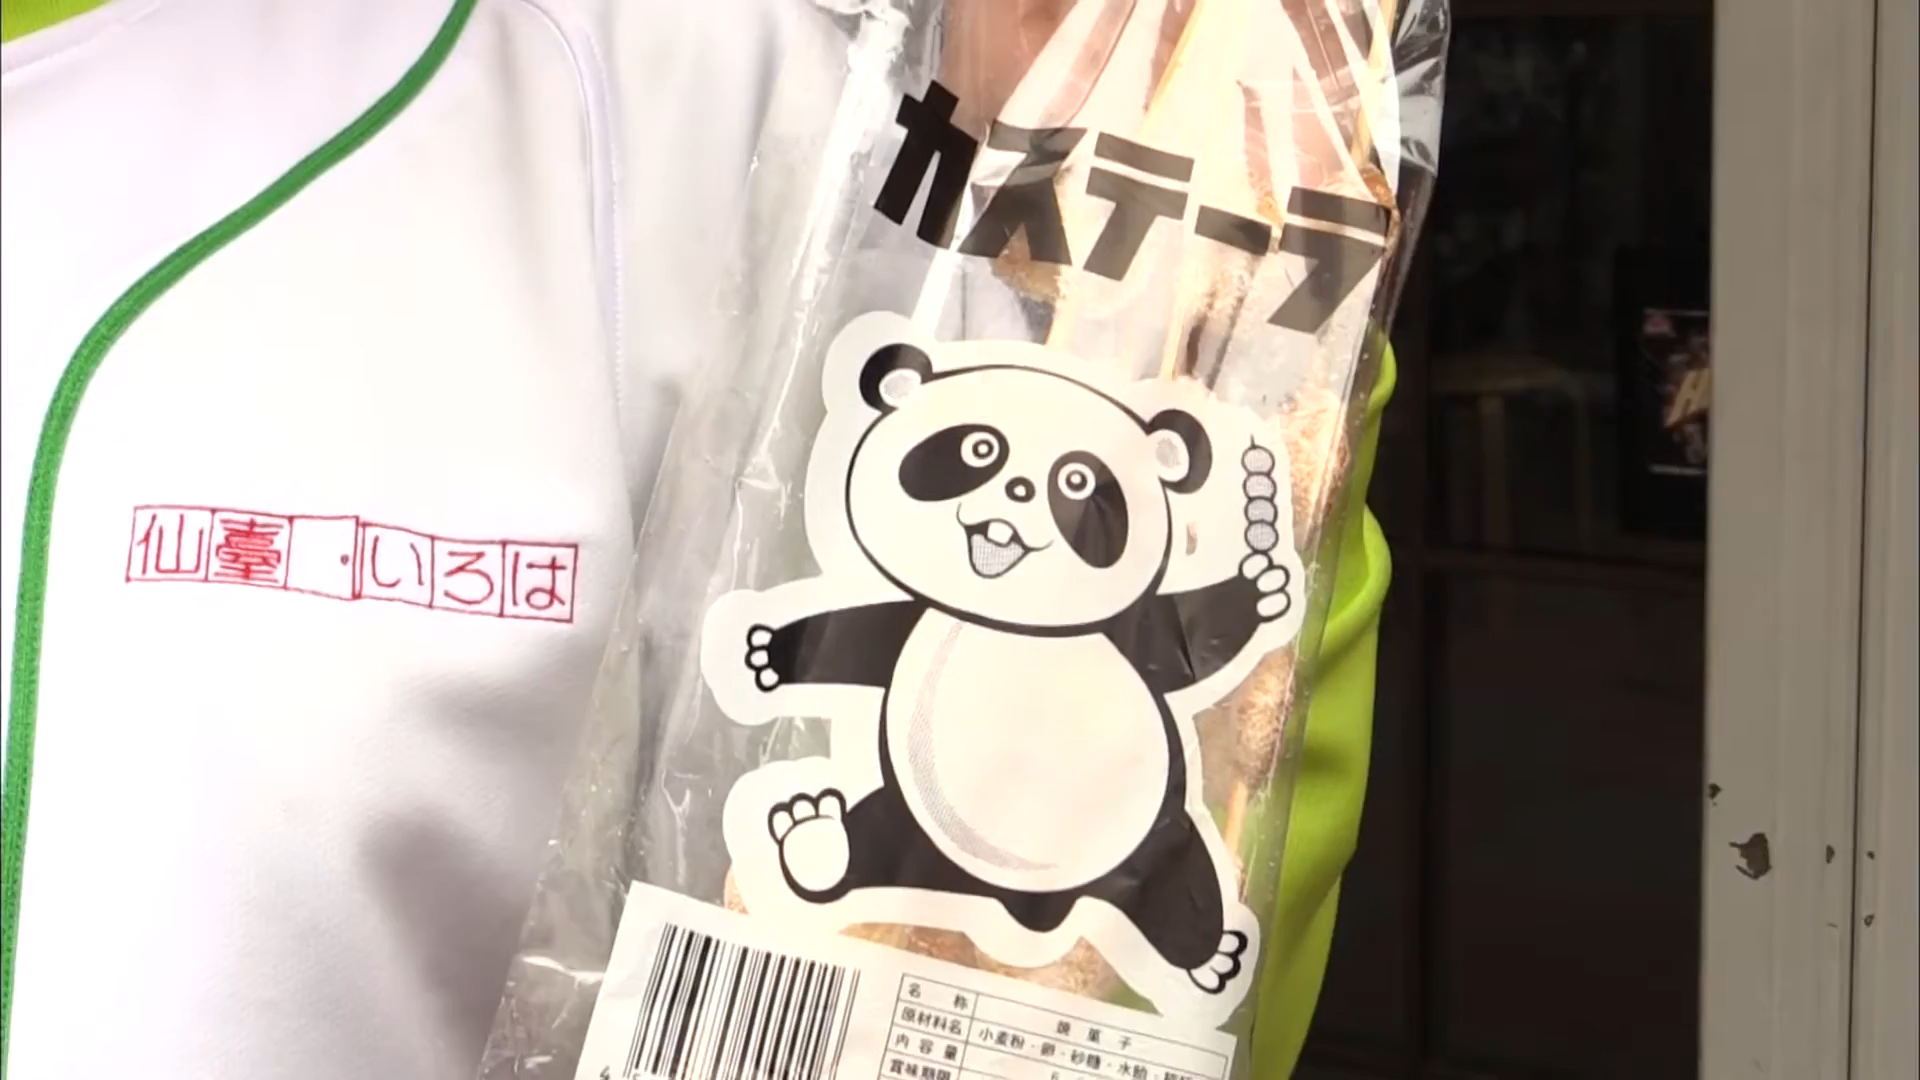 カステーラ
仙臺・いろは
名称 焼菓子
原材料名 小麦粉・卵・砂糖・水飴・
内容量
賞味期限